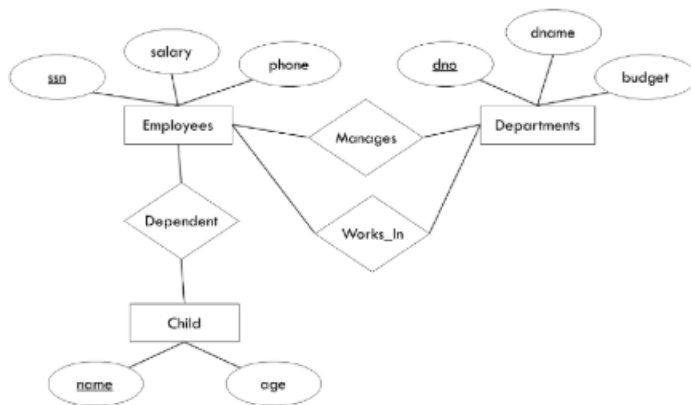 dname
salary
ssn
phone
dno
budget
Employees
Manages
Departments
Dependent
Works_In
Child
name
age